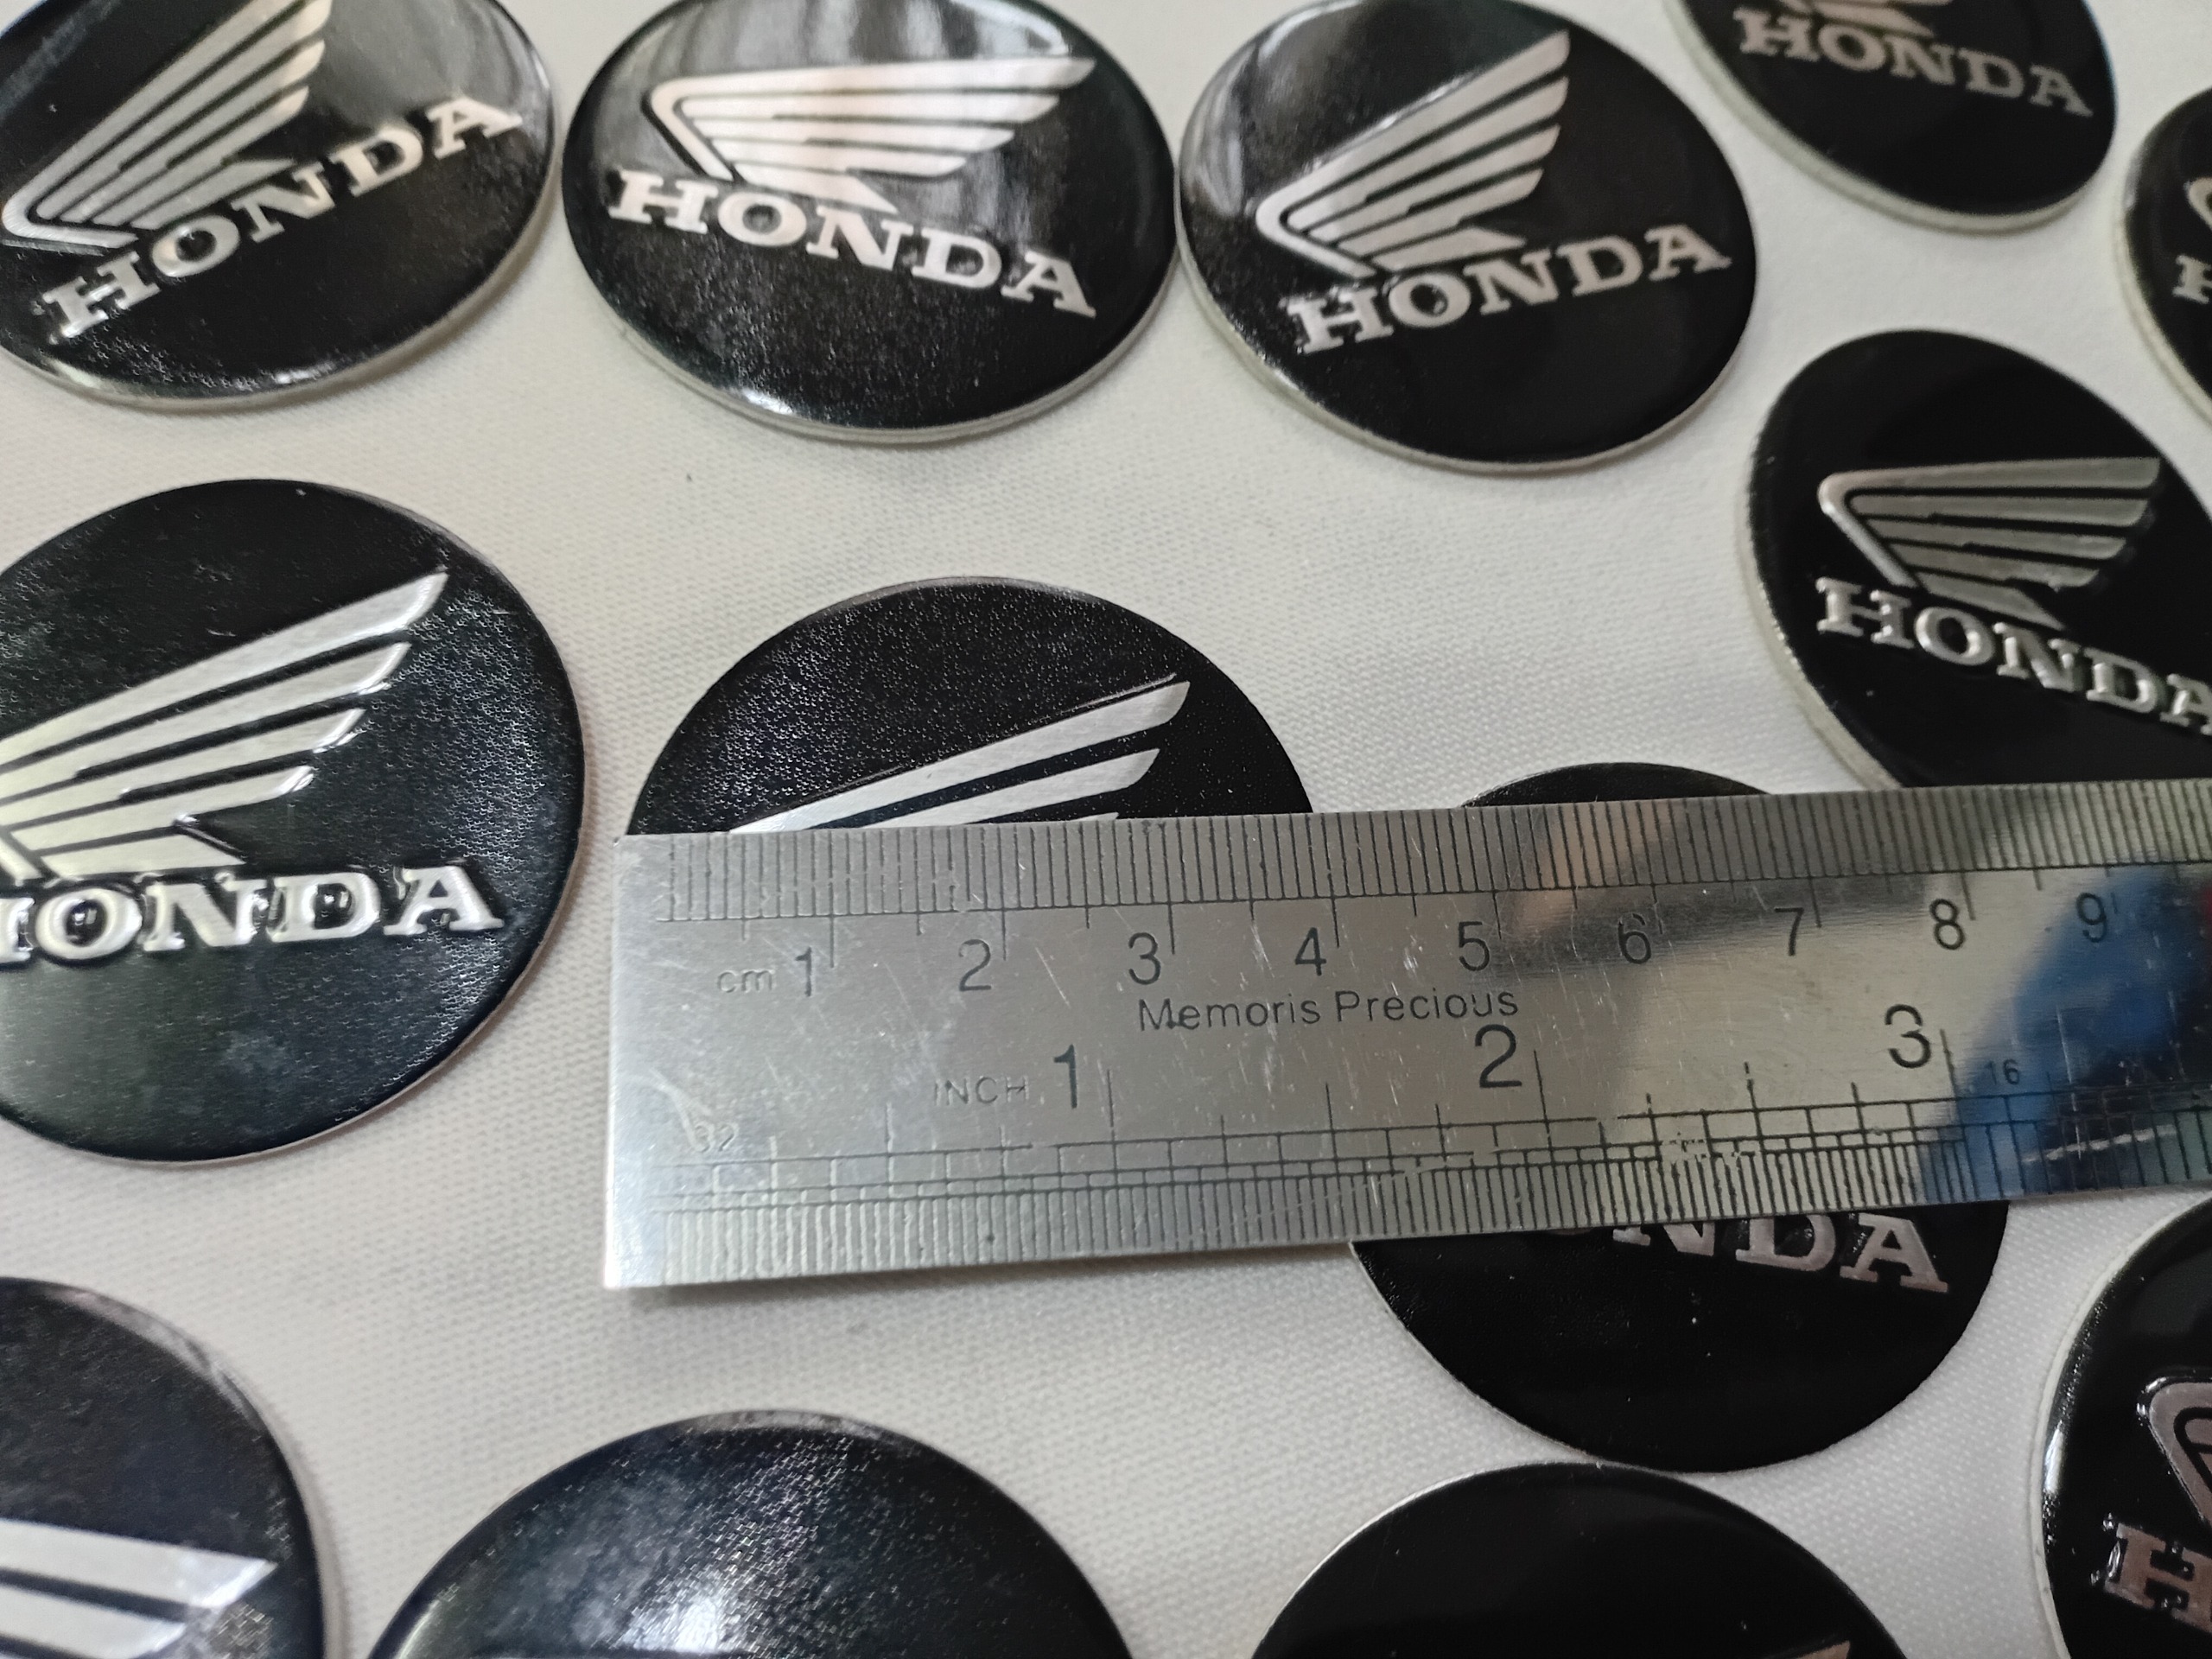 HONDA
HONDA
HONDA
HONDA
HONDA
HONDA
cm 1 2 3 4 5 6 7 8 9
Memoris Precious
INCH 1 2 3
32
16
NDA
H